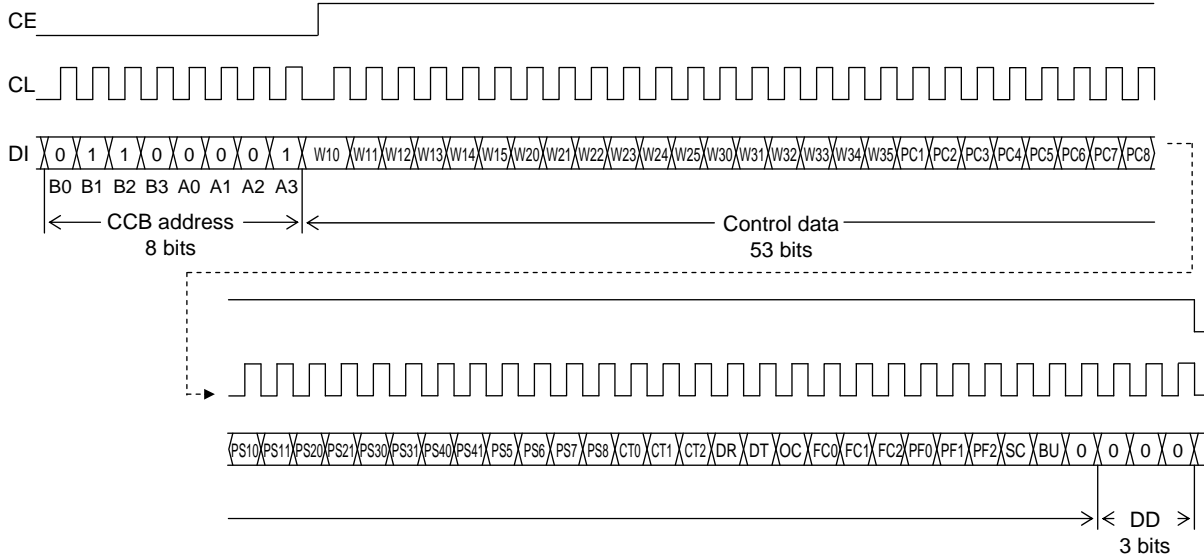 CE
CL
DI 0 1 1 0 0 0 0 1 W10 W11 W12 W13 W14 W15 W20 W21 W22 W23 W24 W25 W30 W31 W32 W33 W34 W35 PC1 PC2 PC3 PC4 PC5 PC6 PC7 PC8
B0 B1 B2 B3 A0 A1 A2 A3
CCB address
8 bits
Control data
53 bits
PS10 PS11 PS20 PS21 PS30 PS31 PS40 PS41 PS5 PS6 PS7 PS8 CT0 CT1 CT2 DR DT OC FC0 FC1 FC2 PF0 PF1 PF2 SC BU 0 0 0 0
DD
3 bits